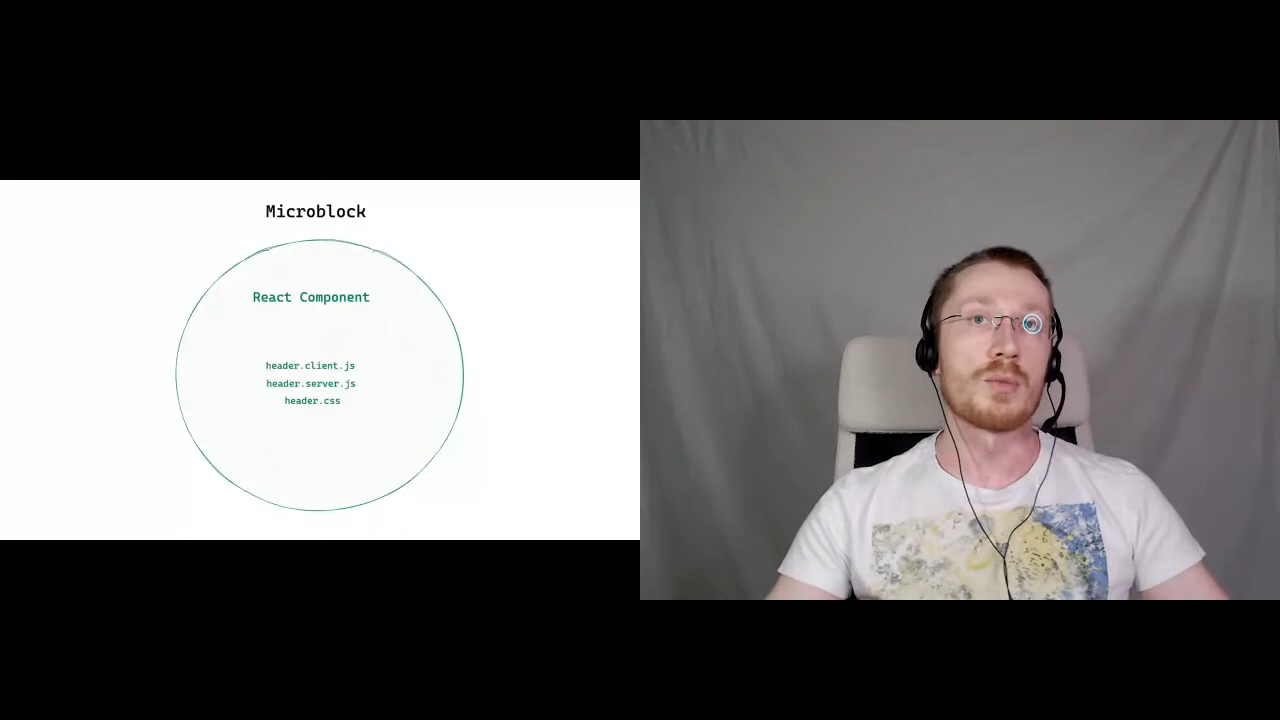 Microblock
React Component
header.client.js
header.server.js
header.css